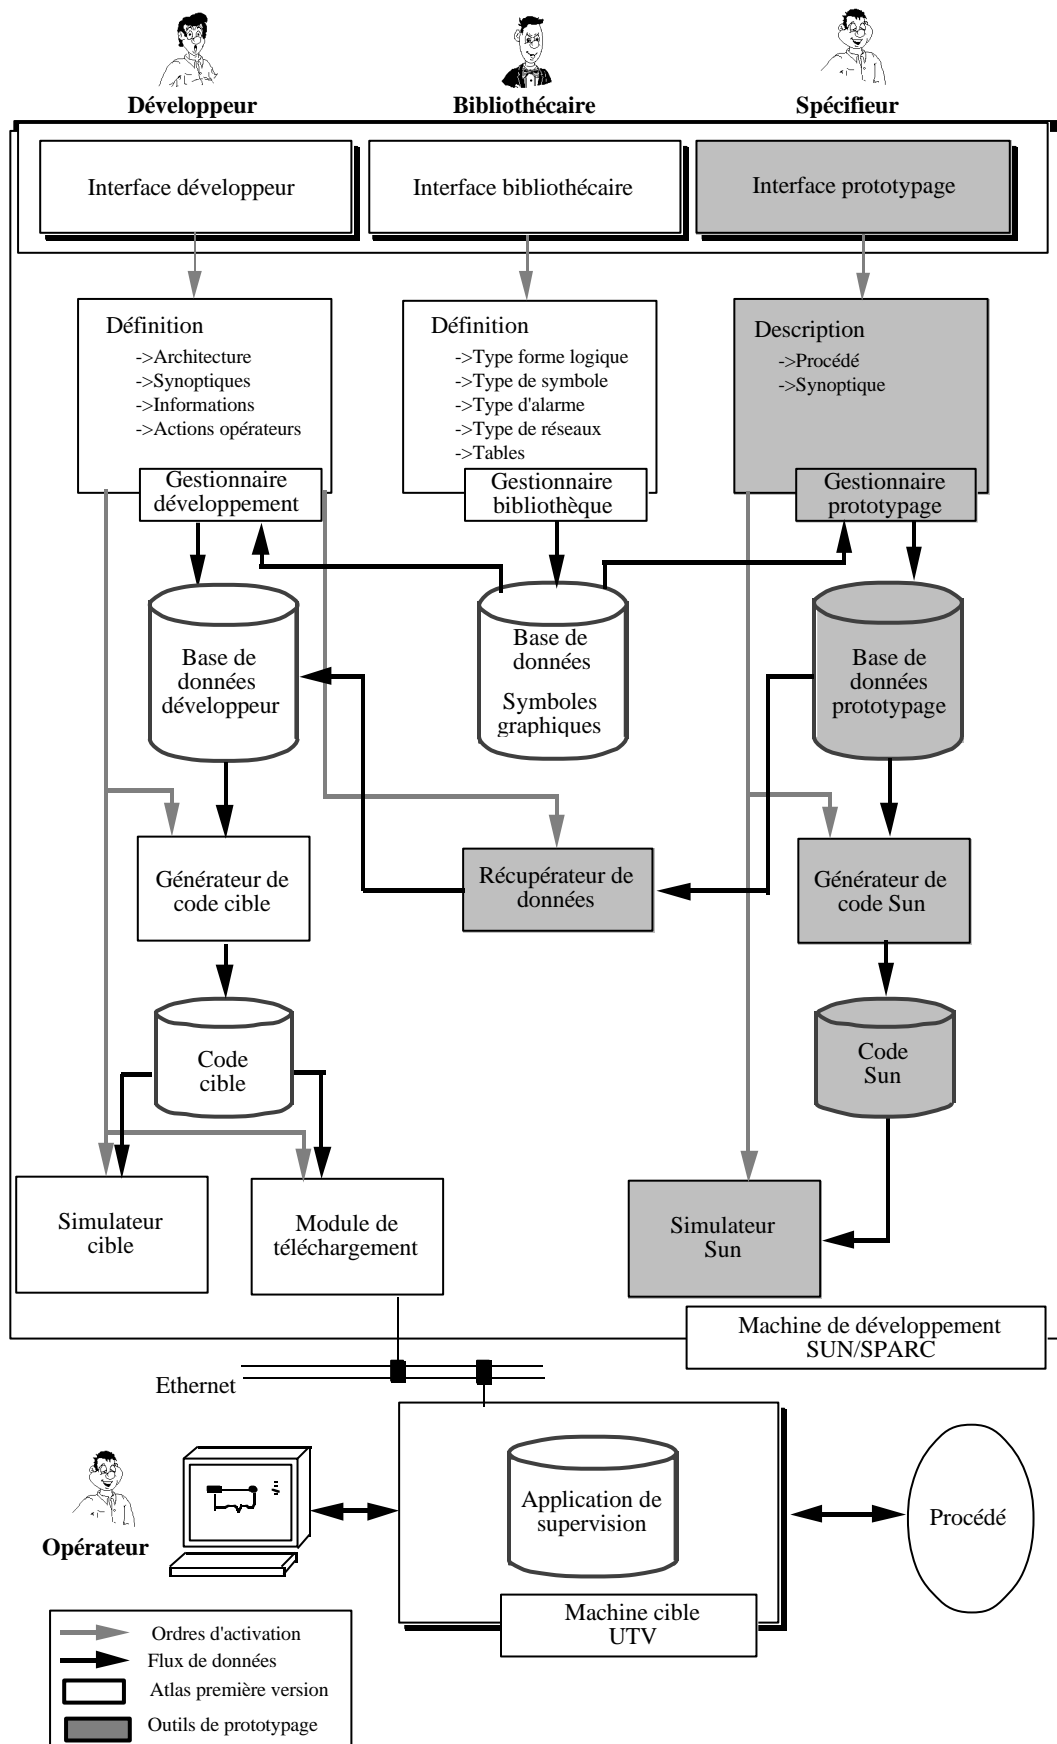 Développeur
Bibliothécaire
Spécifieur
Interface développeur
Interface bibliothécaire
Interface prototypage
Définition
->Architecture
->Synoptiques
->Informations
->Actions opérateurs
Gestionnaire
développement
Définition
->Type forme logique
->Type de symbole
->Type d'alarme
->Type de réseaux
->Tables
Gestionnaire
bibliothèque
Description
->Procédé
->Synoptique
Gestionnaire
prototypage
Base de
données
développeur
Base de
données
Symboles
graphiques
Base de
données
prototypage
Générateur de
code cible
Récupérateur de
données
Générateur de
code Sun
Code
cible
Code
Sun
Simulateur
cible
Module de
téléchargement
Simulateur
Sun
Machine de développement
SUN/SPARC
Ethernet
Opérateur
Application de
supervision
Procédé
Machine cible
UTV
Ordres d'activation
Flux de données
Atlas première version
Outils de prototypage